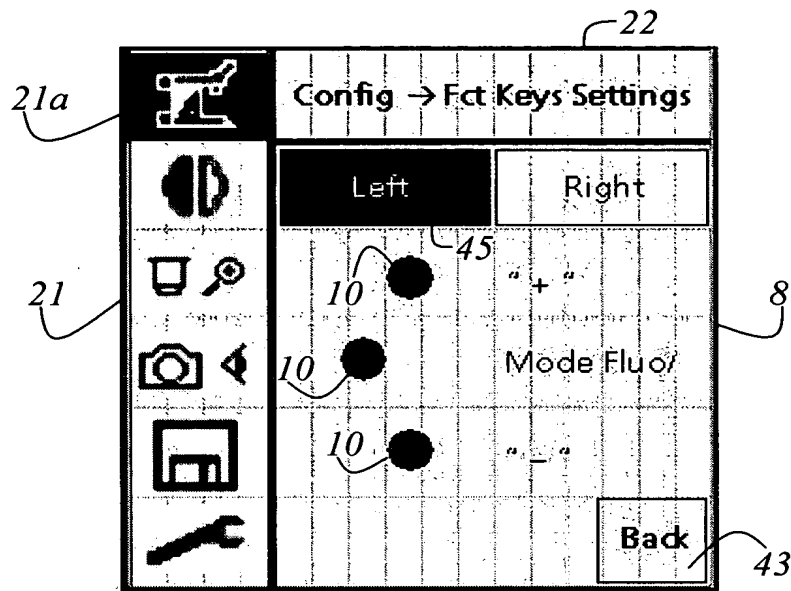 22
21a
Config → Fct Keys Settings
Left
Right
45
10
" + "
21
8
10
Mode Fluo/
10
" - "
Back
43